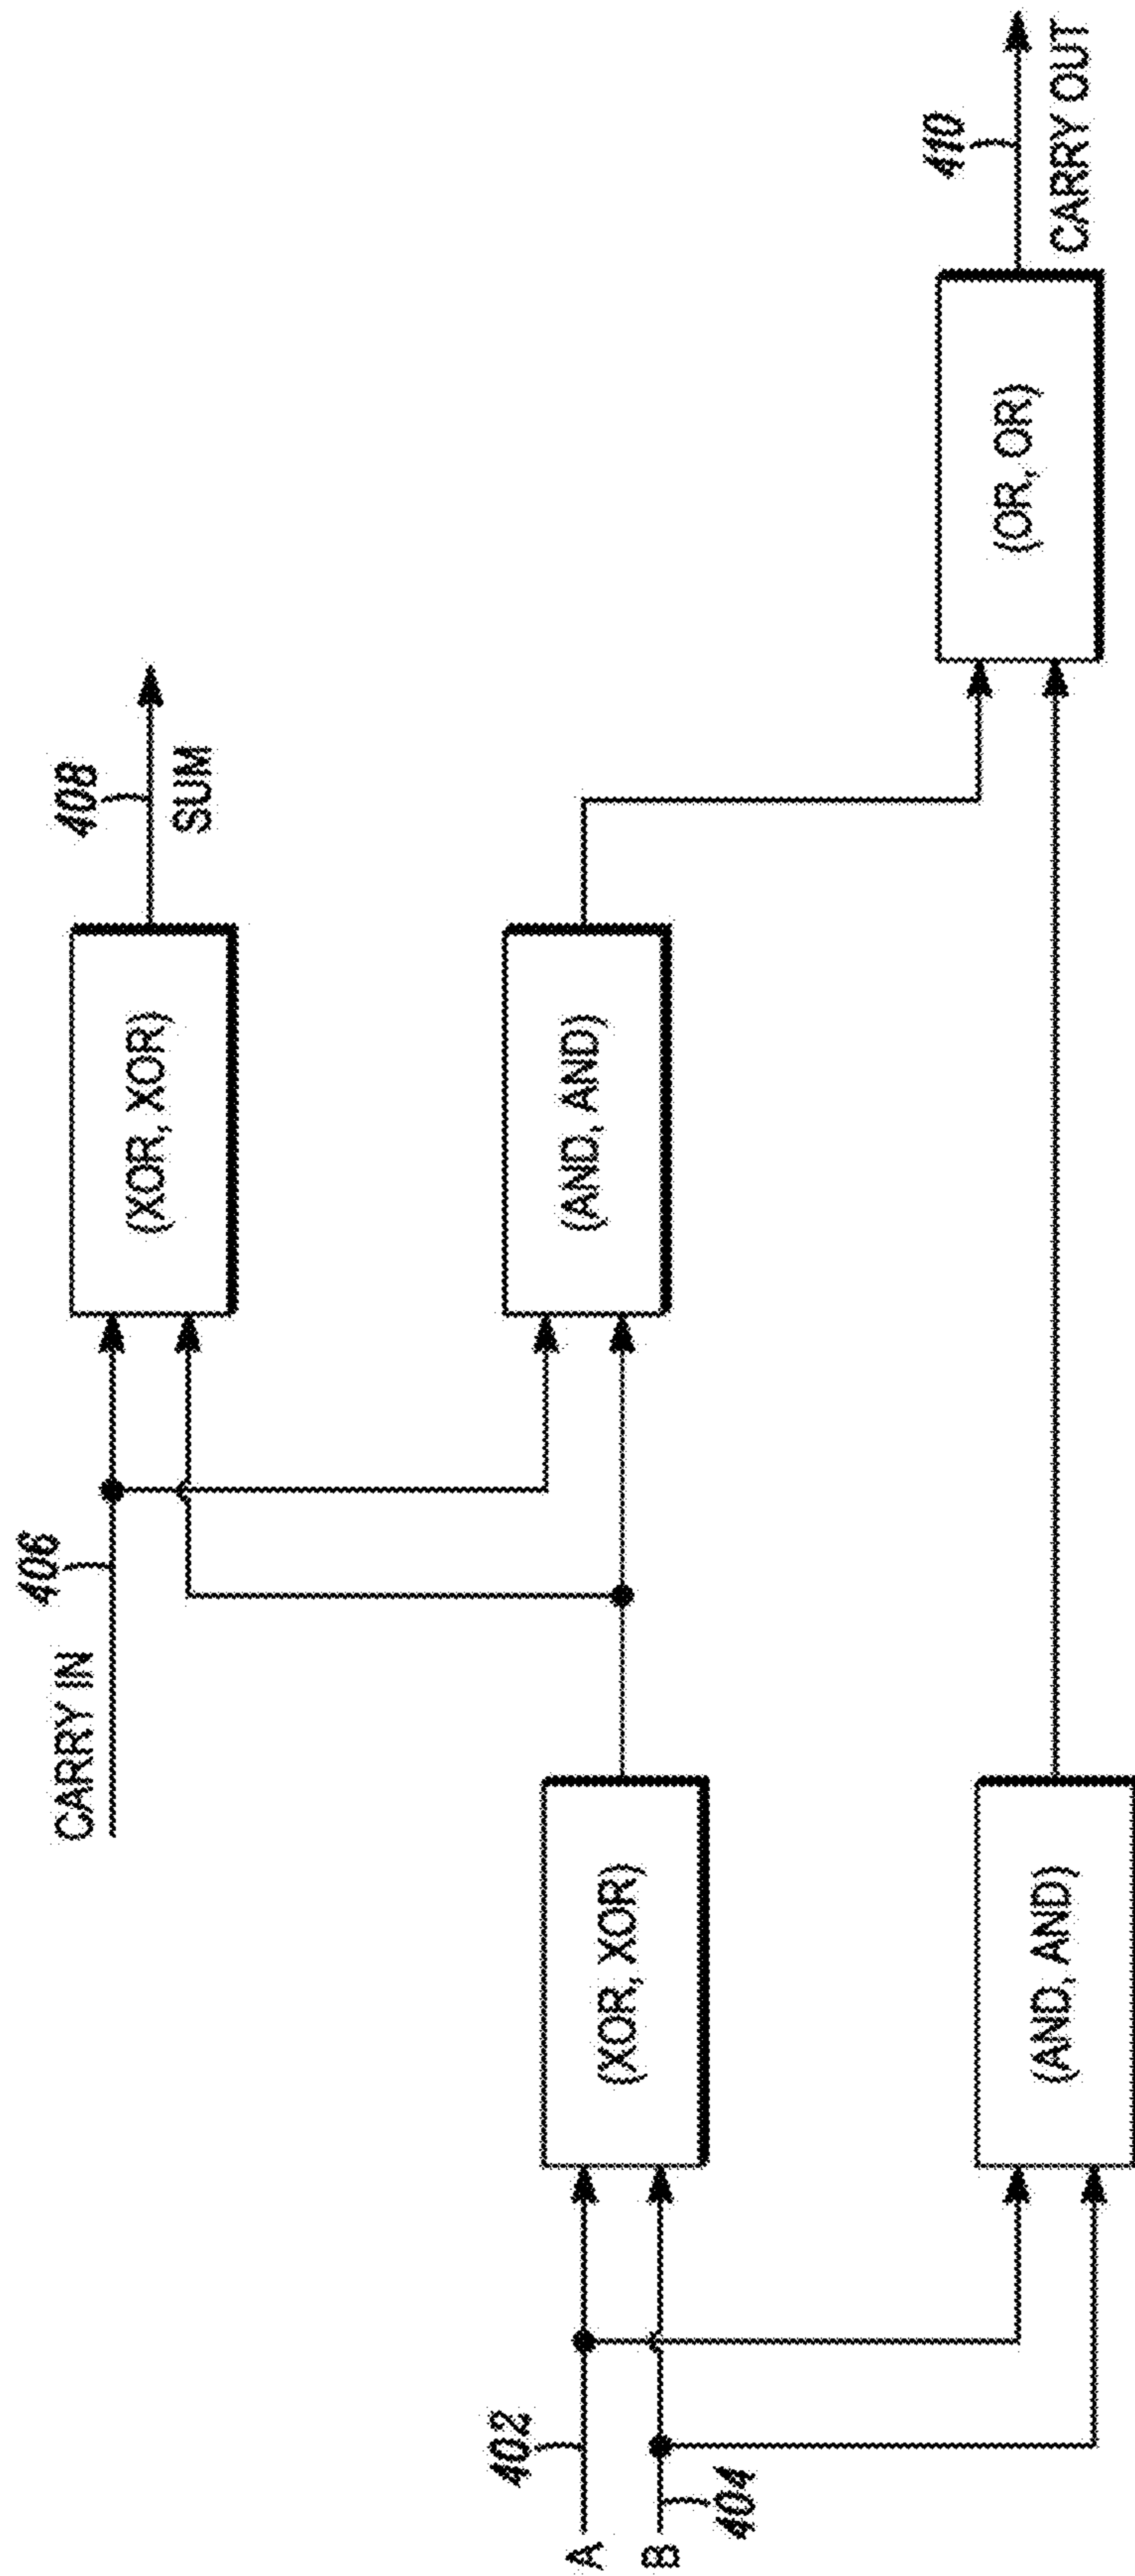 406
CARRY IN
(XOR, XOR)
408
SUM
402
A
B
404
(XOR, XOR)
(AND, AND)
(AND, AND)
(OR, OR)
410
CARRY OUT